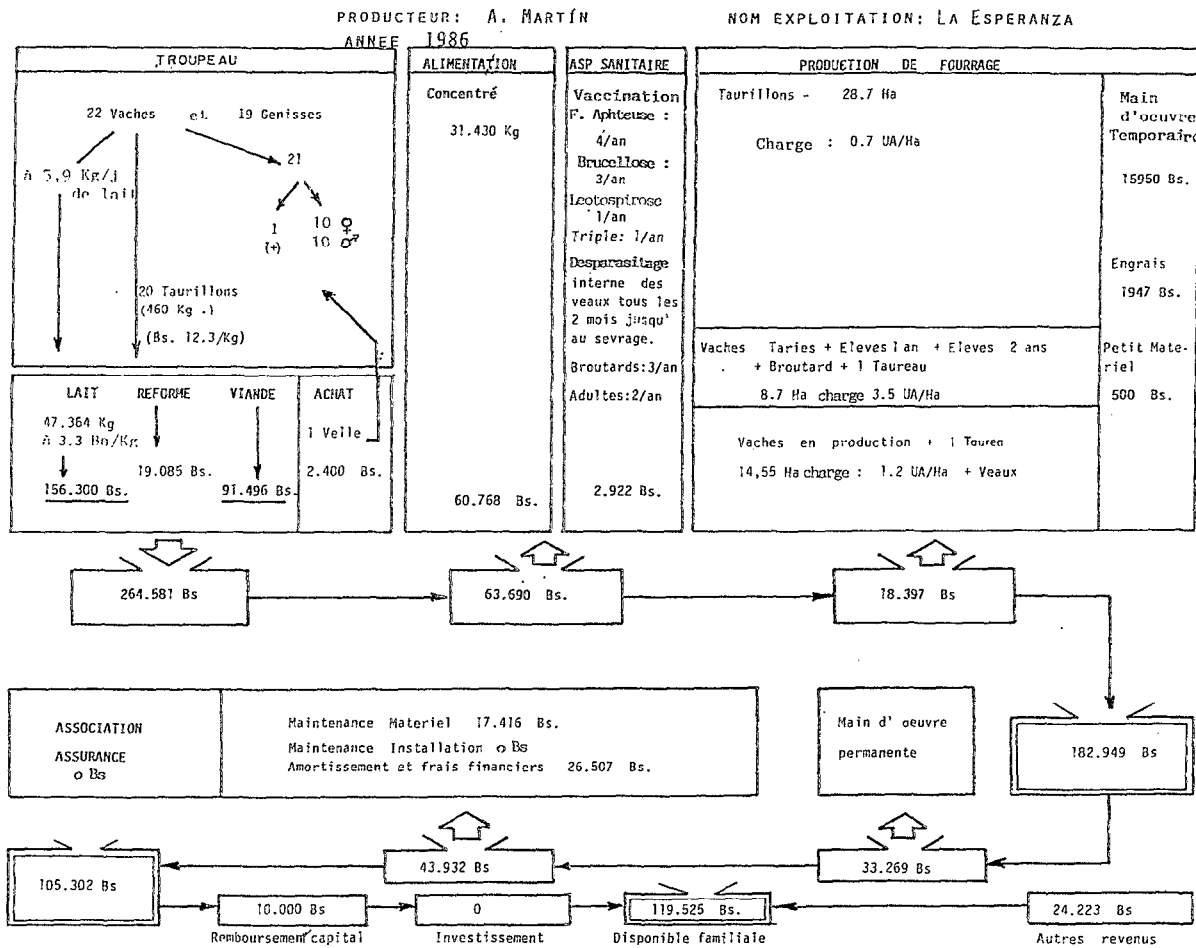 PRODUCTEUR: A. MARTÍN
NOM EXPLOITATION: LA ESPERANZA
ANNEE 1986
TROUPEAU
22 Vaches et 19 Genisses
21
à 5,9 Kg/j
de lait
1
(+)
10 ♀
10 ♂
20 Taurillons
(460 Kg .)
(Bs. 12.3/Kg)
LAIT REFORME VIANDE ACHAT
47.364 Kg
à 3.3 Bs/Kg
1 Velle
19.085 Bs.
2.400 Bs.
156.300 Bs.
91.496 Bs.
ALIMENTATION
Concentré
31.430 Kg
60.768 Bs.
ASP SANITAIRE
Vaccination
F. Aphteuse :
4/an
Brucellose :
3/an
Leotospirose
1/an
Triple: 1/an
Desparasitage
interne des
veaux tous les
2 mois jusqu'
au sevrage.
Broutards:3/an
Adultes:2/an
2.922 Bs.
PRODUCTION DE FOURRAGE
Taurillons - 28.7 Ha
Charge : 0.7 UA/Ha
Vaches Taries + Eleves 1 an + Eleves 2 ans
+ Broutard + 1 Taureau
8.7 Ha charge 3.5 UA/Ha
Vaches en production + 1 Taurea
14,55 Ha charge : 1.2 UA/Ha + Veaux
Main
d'oeuvre
Temporaire
15950 Bs.
Engrais
1947 Bs.
Petit Mate-
riel
500 Bs.
264.581 Bs
63.690 Bs.
18.397 Bs
ASSOCIATION
ASSURANCE
o Bs
Maintenance Materiel 17.416 Bs.
Maintenance Installation o Bs
Amortissement et frais financiers 26.507 Bs.
Main d' oeuvre
permanente
182.949 Bs
105.302 Bs
43.932 Bs
33.269 Bs
10.000 Bs
0
119.525 Bs.
24.223 Bs
Remboursement capital
Investissement
Disponible familiale
Autres revenus